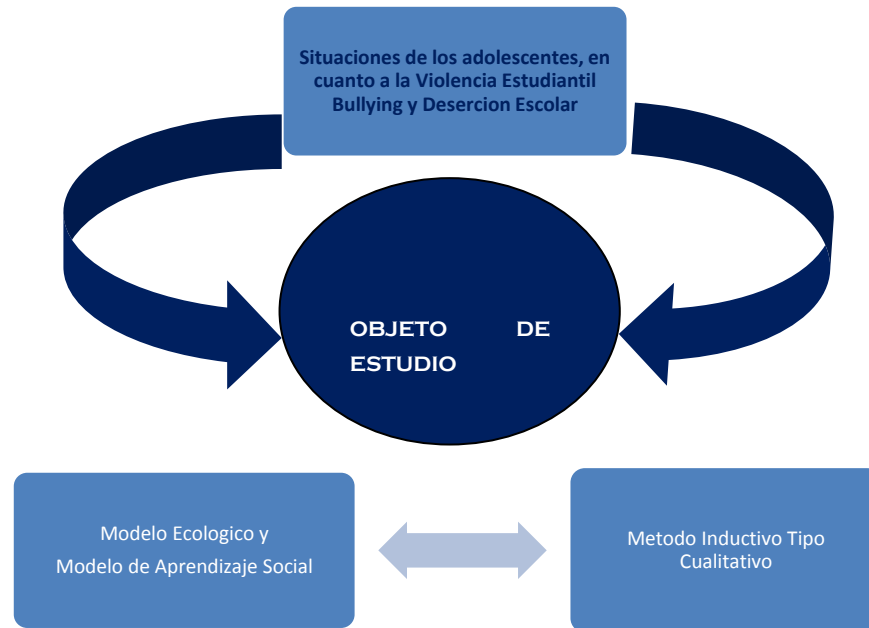 Situaciones de los adolescentes, en
cuanto a la Violencia Estudiantil
Bullying y Desercion Escolar
OBJETO DE
ESTUDIO
Modelo Ecologico y
Modelo de Aprendizaje Social
Metodo Inductivo Tipo
Cualitativo